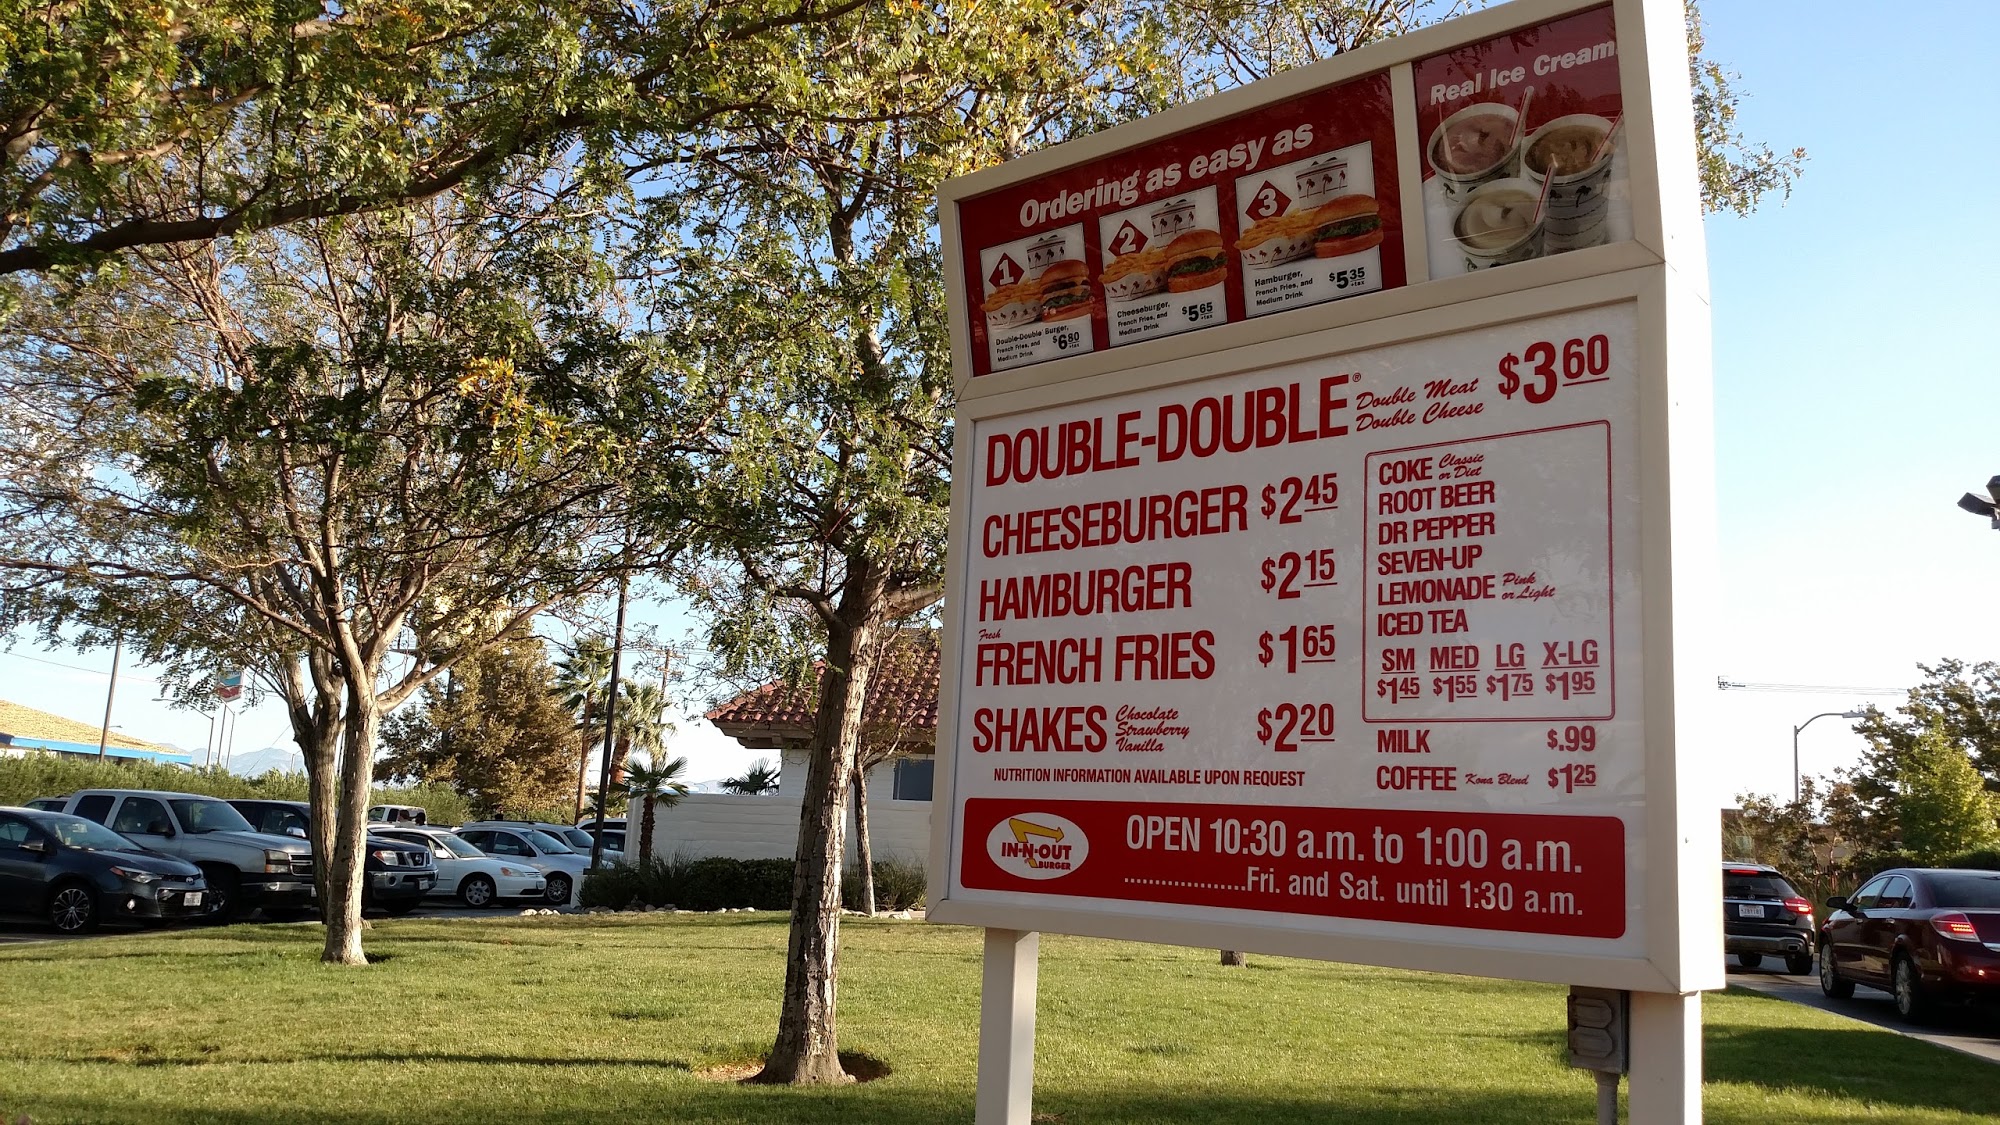 Ordering as easy as
1
Double-Double® Burger,
French Fries, and
Medium Drink
$6.80 +tax
2
Cheeseburger,
French Fries, and
Medium Drink
$5.65 +tax
3
Hamburger,
French Fries, and
Medium Drink
$5.35 +tax
Real Ice Cream
DOUBLE-DOUBLE® Double Meat Double Cheese $3.60
CHEESEBURGER $2.45
HAMBURGER $2.15
Fresh
FRENCH FRIES $1.65
SHAKES Chocolate Strawberry Vanilla $2.20
NUTRITION INFORMATION AVAILABLE UPON REQUEST
COKE Classic or Diet
ROOT BEER
DR PEPPER
SEVEN-UP
LEMONADE Pink or Light
ICED TEA
SM MED LG X-LG
$1.45 $1.55 $1.75 $1.95
MILK $.99
COFFEE Kona Blend $1.25
IN-N-OUT
BURGER
OPEN 10:30 a.m. to 1:00 a.m.
...................Fri. and Sat. until 1:30 a.m.